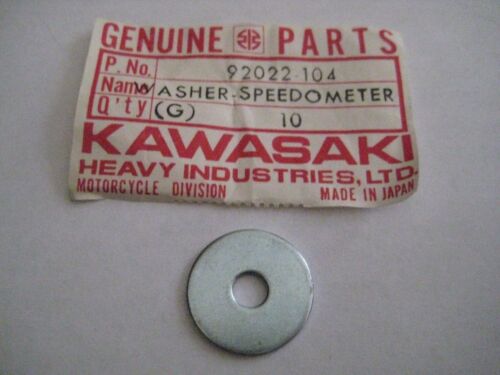 GENUINE PARTS
P. No. 92022-104
Name WASHER-SPEEDOMETER
Q'ty (G) 10
KAWASAKI
HEAVY INDUSTRIES, LTD.
MOTORCYCLE DIVISION MADE IN JAPAN